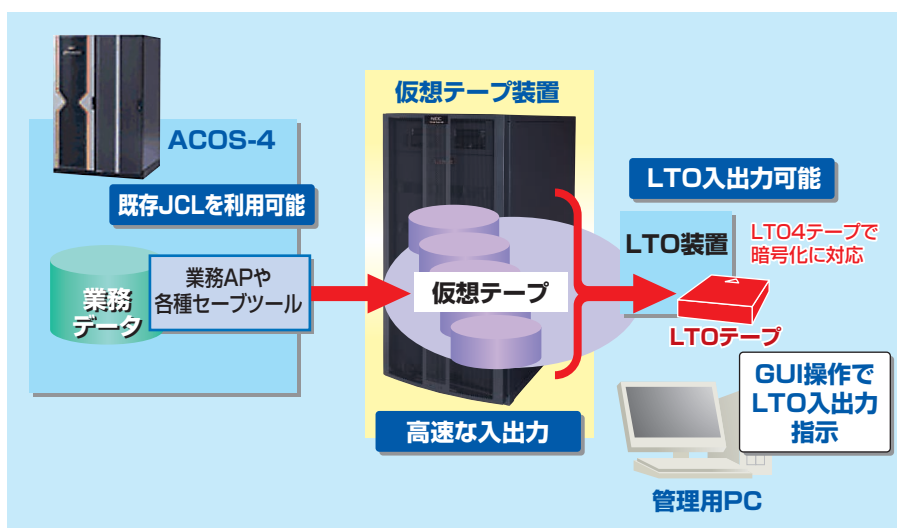 ACOS-4
既存JCLを利用可能
業務
データ
業務APや
各種セーブツール
仮想テープ装置
NEC
仮想テープ
高速な入出力
LTO入出力可能
LTO装置
LTO4テープで
暗号化に対応
LTOテープ
GUI操作で
LTO入出力
指示
管理用PC